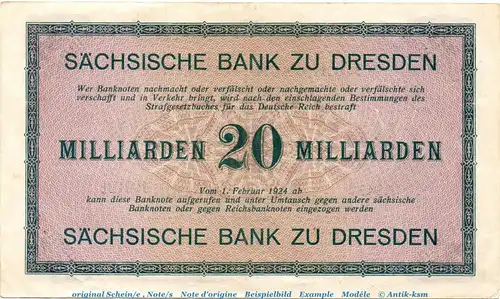 SÄCHSISCHE BANK ZU DRESDEN
Wer Banknoten nachmacht oder verfälscht oder nachgemachte oder verfälschte sich
verschafft und in Verkehr bringt, wird nach den einschlagenden Bestimmungen des
Strafgesetzbuches für das Deutsche Reich bestraft
MILLIARDEN 20 MILLIARDEN
Vom 1. Februar 1924 ab
kann diese Banknote aufgerufen und unter Umtausch gegen andere sächsische
Banknoten oder gegen Reichsbanknoten eingezogen werden
SÄCHSISCHE BANK ZU DRESDEN
original Schein/e , Note/s Note d'origine Beispielbild Example Modéle © Antik-ksm